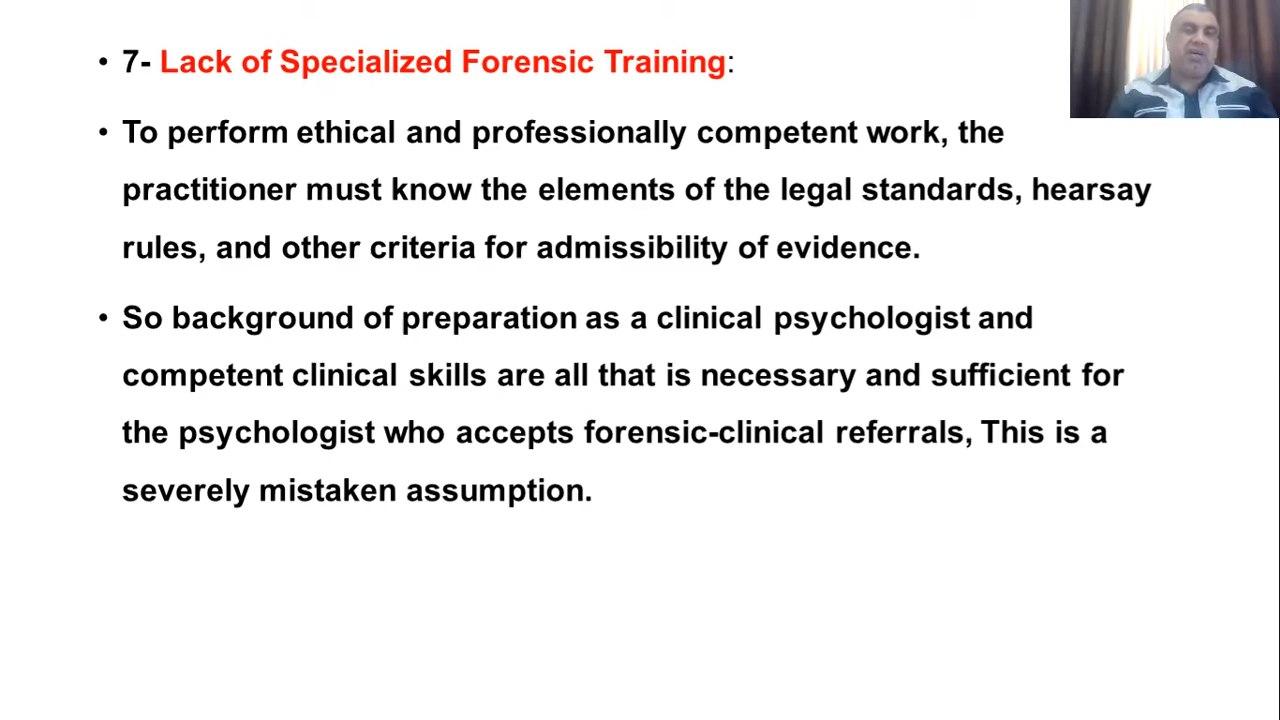 • 7- Lack of Specialized Forensic Training:
• To perform ethical and professionally competent work, the
practitioner must know the elements of the legal standards, hearsay
rules, and other criteria for admissibility of evidence.
• So background of preparation as a clinical psychologist and
competent clinical skills are all that is necessary and sufficient for
the psychologist who accepts forensic-clinical referrals, This is a
severely mistaken assumption.